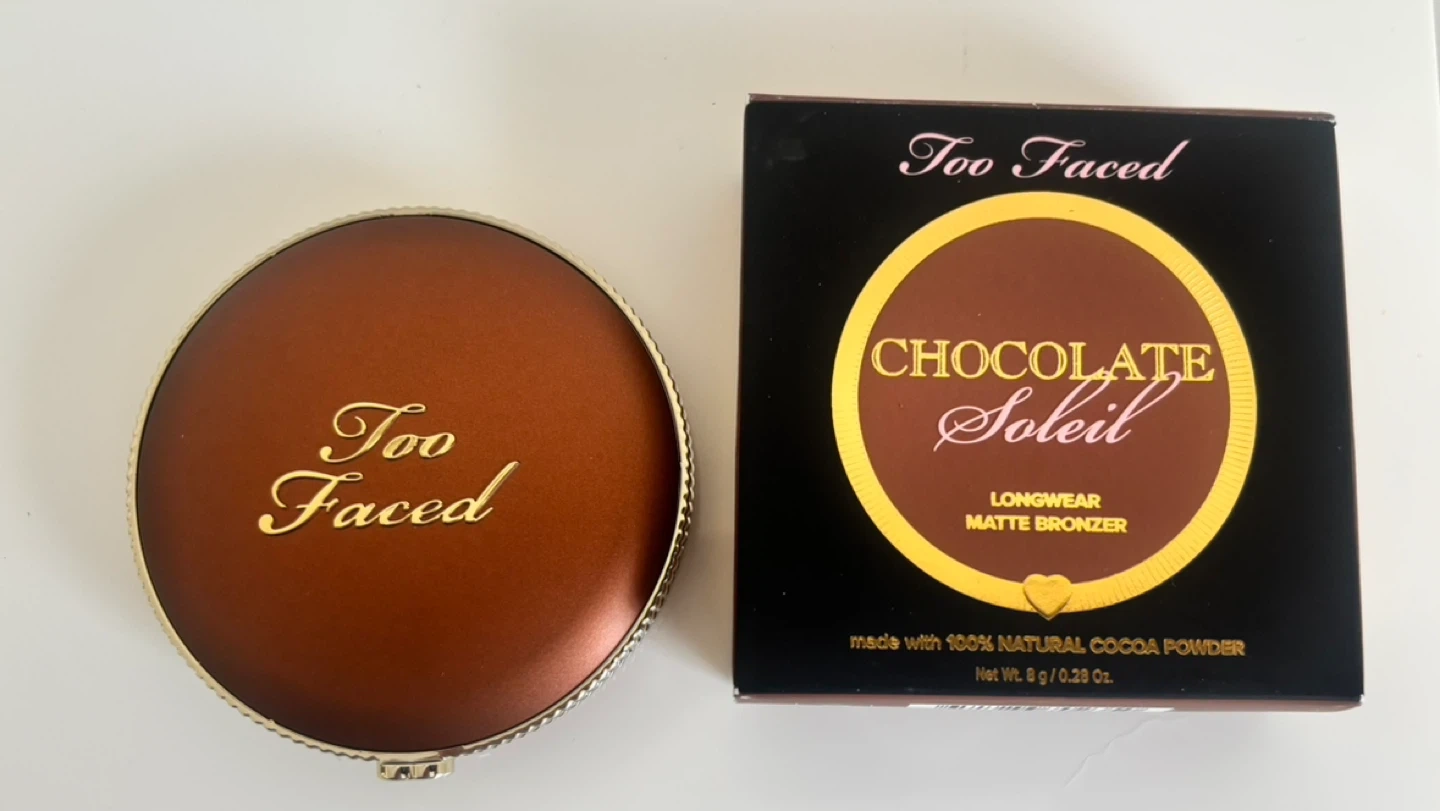 Too
Faced
Too Faced
CHOCOLATE
Soleil
LONGWEAR
MATTE BRONZER
made with 100% NATURAL COCOA POWDER
Net Wt. 8 g / 0.28 Oz.